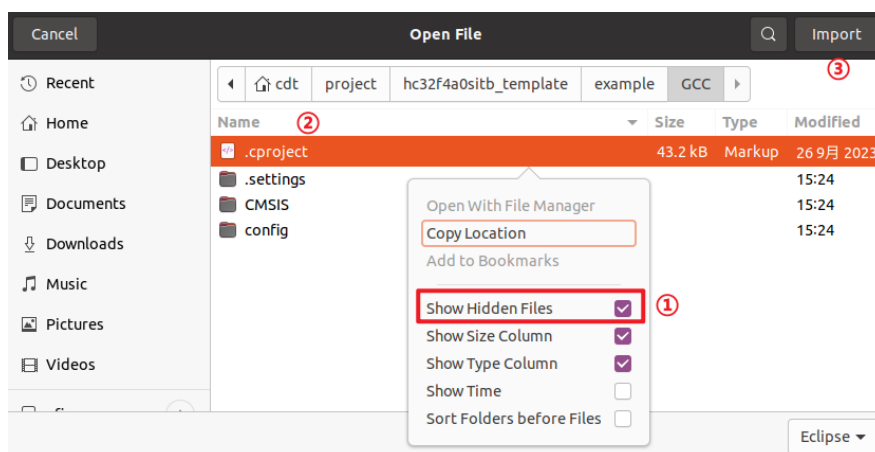 Cancel Open File Import
③
Recent
cdt project hc32f4a0sitb_template example GCC
Home
Name ② Size Type Modified
.cproject 43.2 kB Markup 26 9月 2023
Desktop
.settings 15:24
Documents
CMSIS 15:24
config 15:24
Downloads
Music
Pictures
Videos
Open With File Manager
Copy Location
Add to Bookmarks
Show Hidden Files ①
Show Size Column
Show Type Column
Show Time
Sort Folders before Files
Eclipse